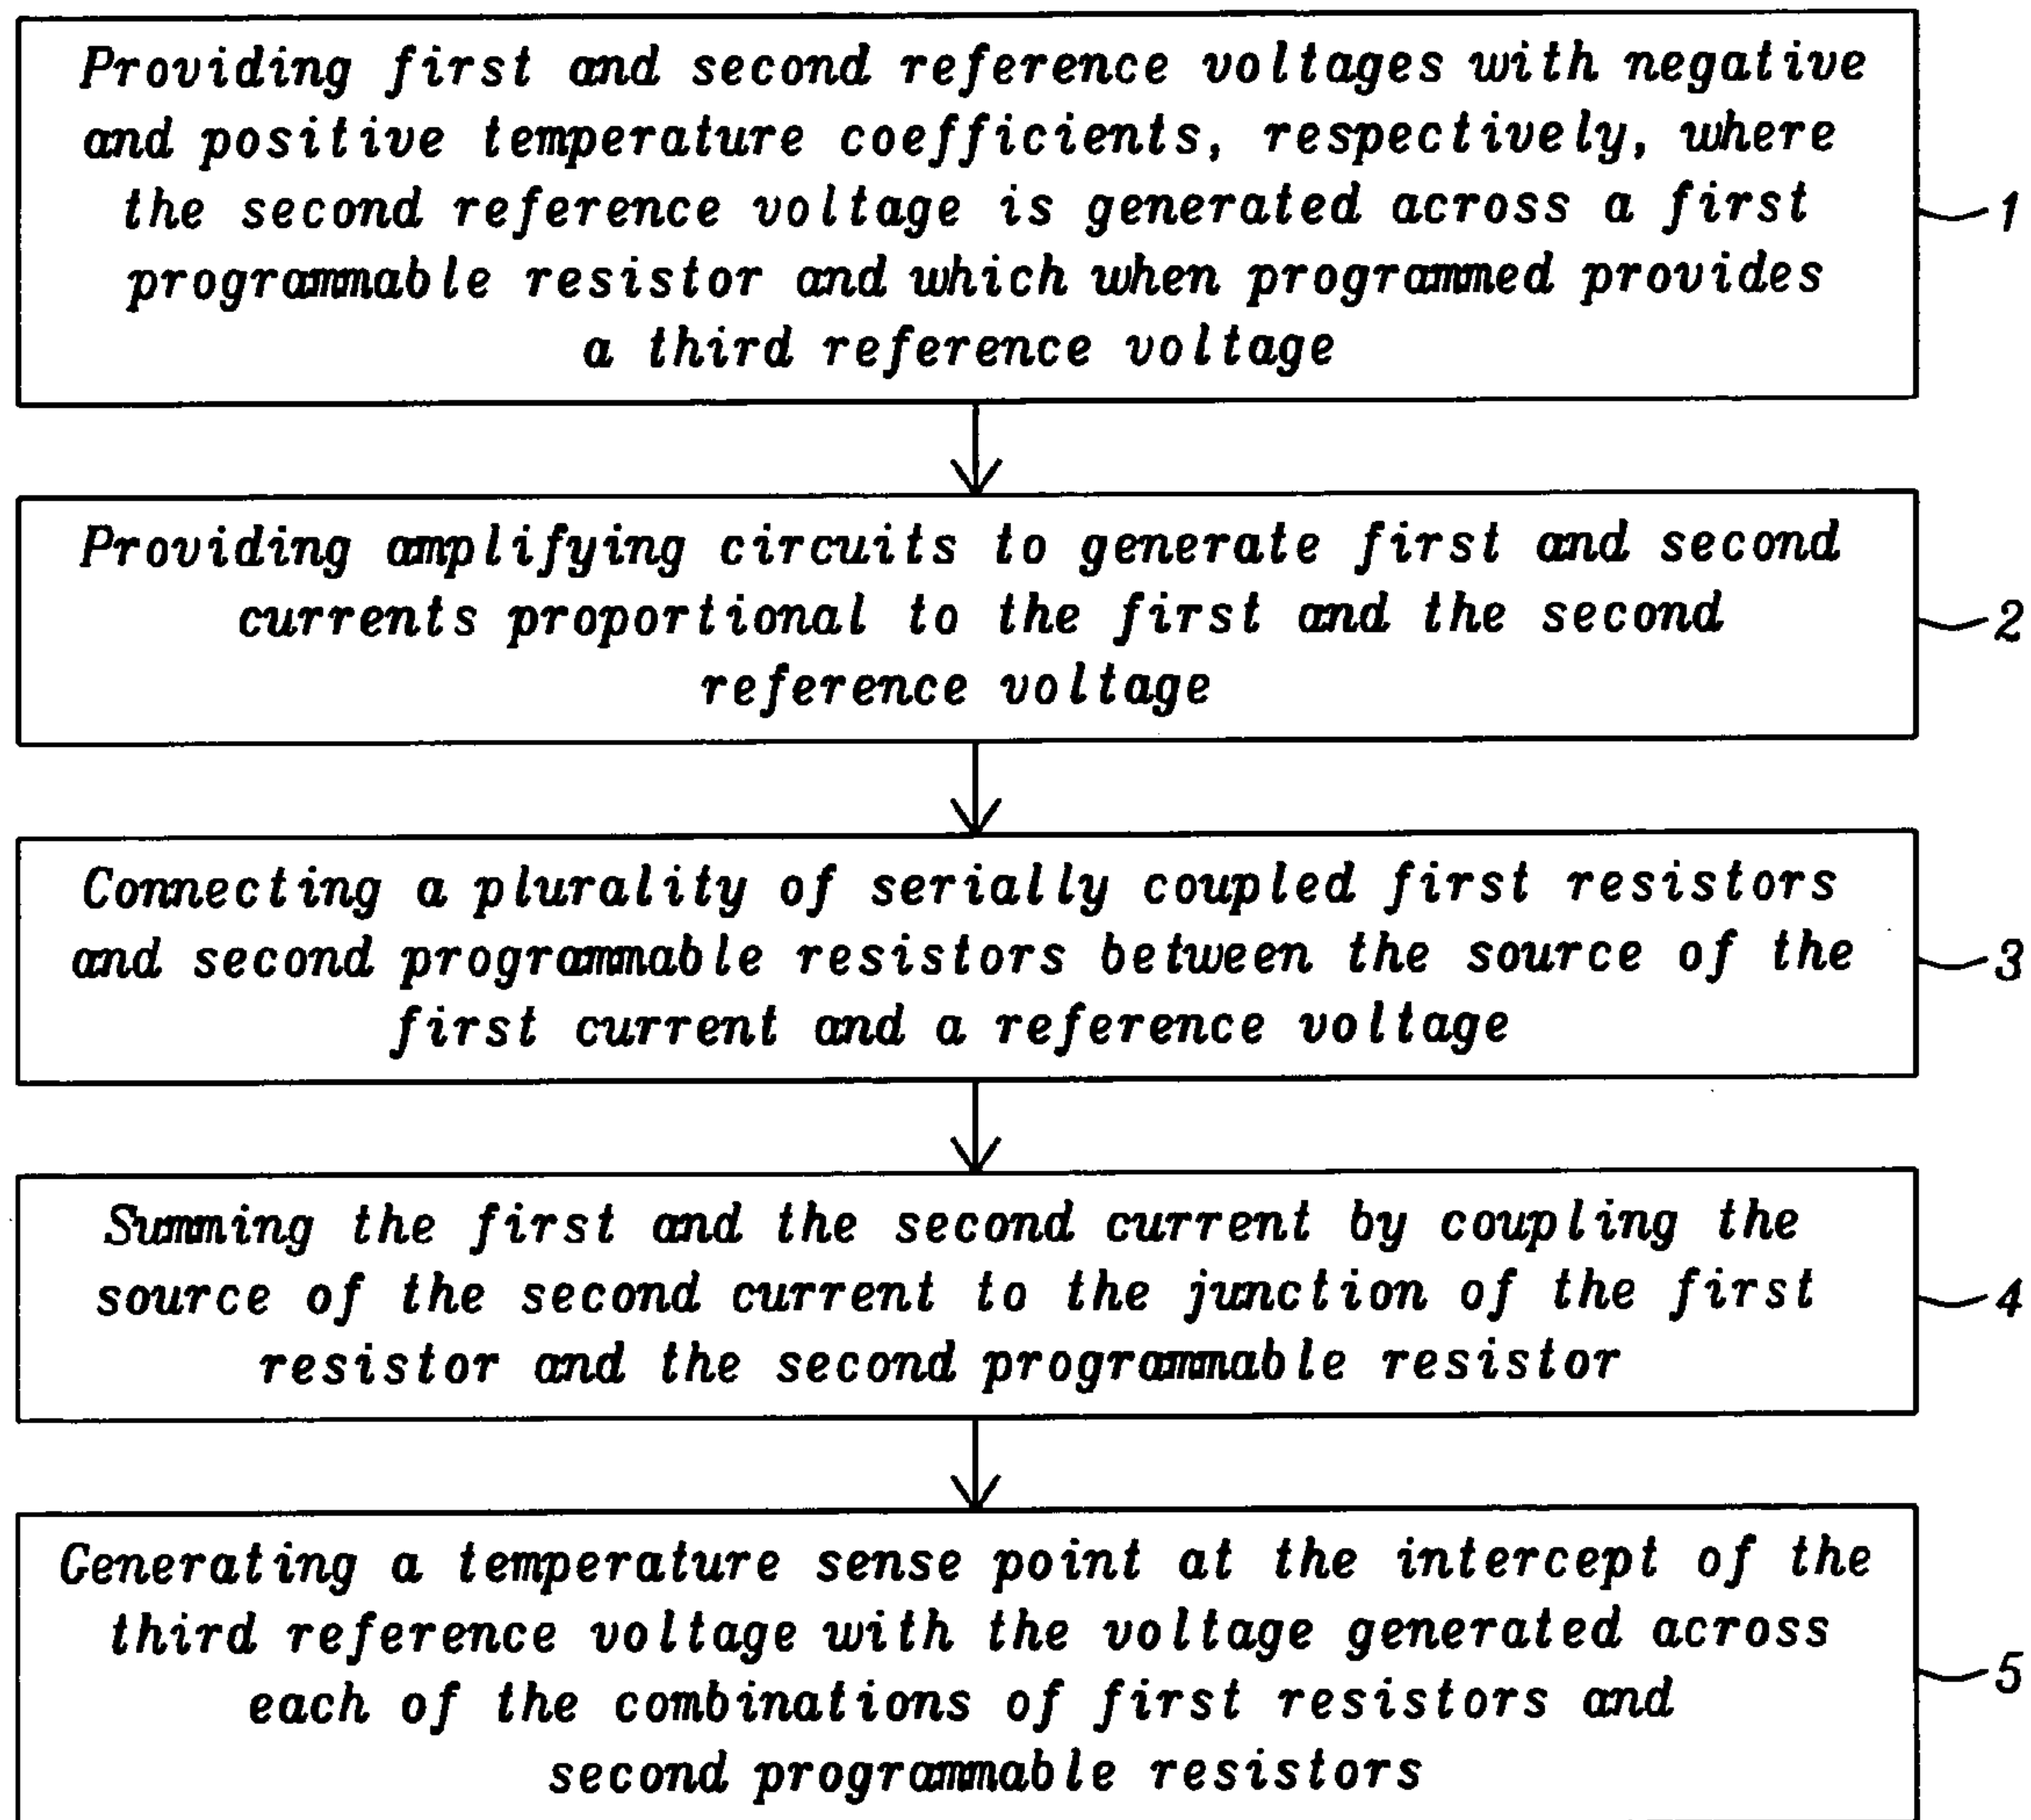 Providing first and second reference voltages with negative
and positive temperature coefficients, respectively, where
the second reference voltage is generated across a first
programmable resistor and which when programmed provides
a third reference voltage
1
Providing amplifying circuits to generate first and second
currents proportional to the first and the second
reference voltage
2
Connecting a plurality of serially coupled first resistors
and second programmable resistors between the source of the
first current and a reference voltage
3
Summing the first and the second current by coupling the
source of the second current to the junction of the first
resistor and the second programmable resistor
4
Generating a temperature sense point at the intercept of the
third reference voltage with the voltage generated across
each of the combinations of first resistors and
second programmable resistors
5